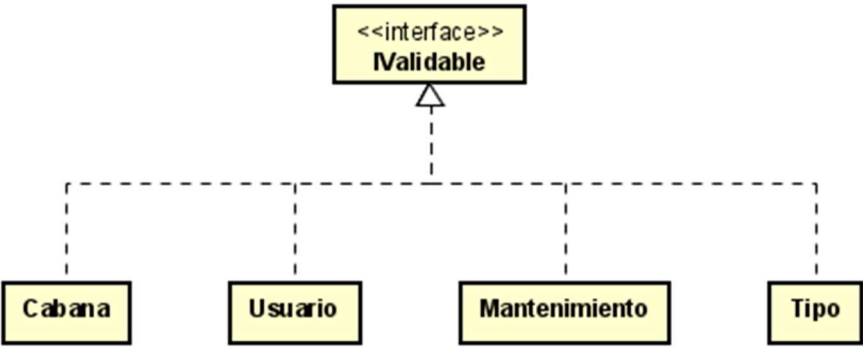 <<interface>>
IValidable
Cabana
Usuario
Mantenimiento
Tipo